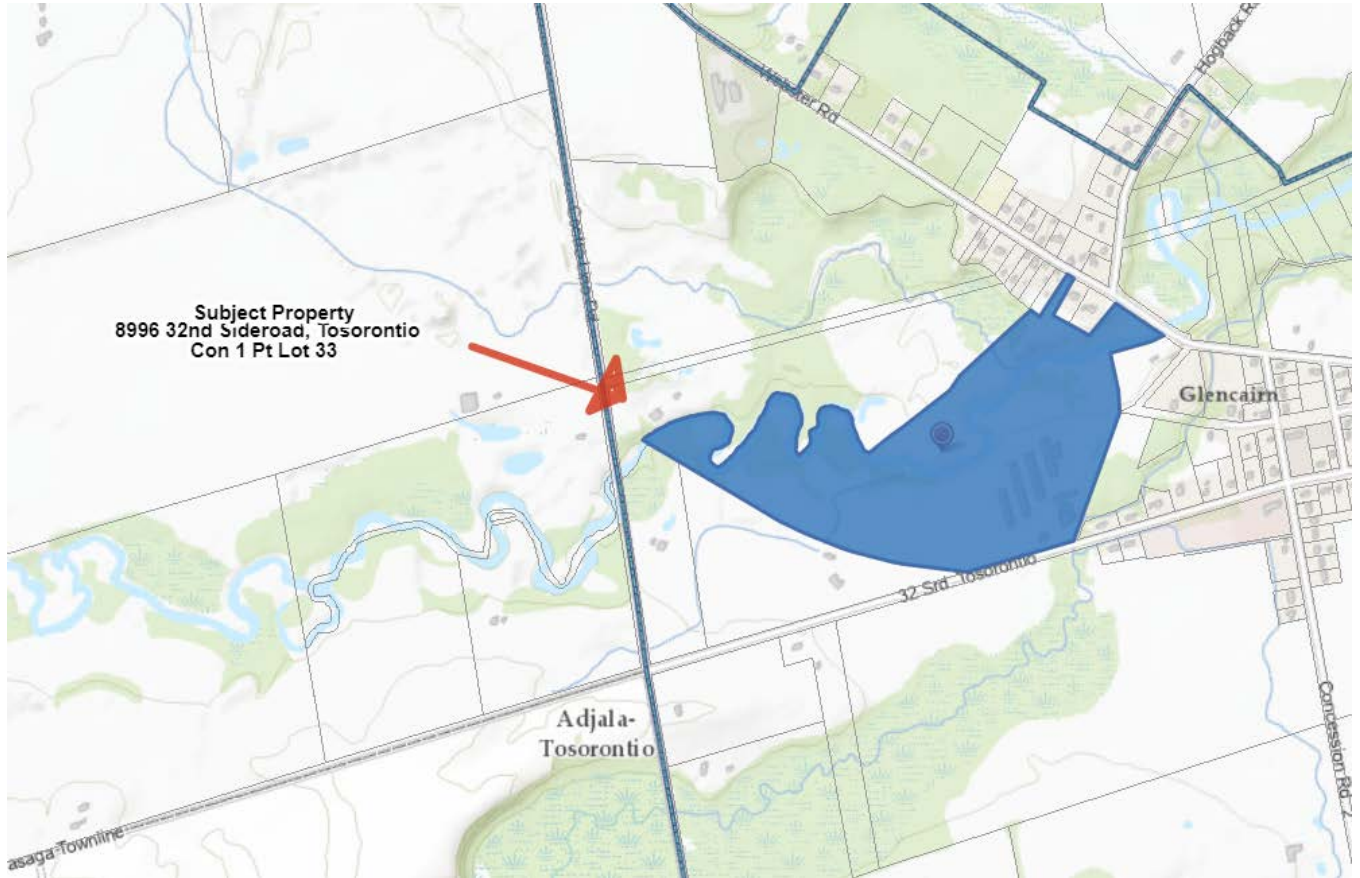 Webster Rd
Hogback R
Subject Property
8996 32nd Sideroad, Tosorontio
Con 1 Pt Lot 33
Glencairn
32 Srd, Tosorontio
Adjala-
Tosorontio
Concession Rd 2
asaga-Townline